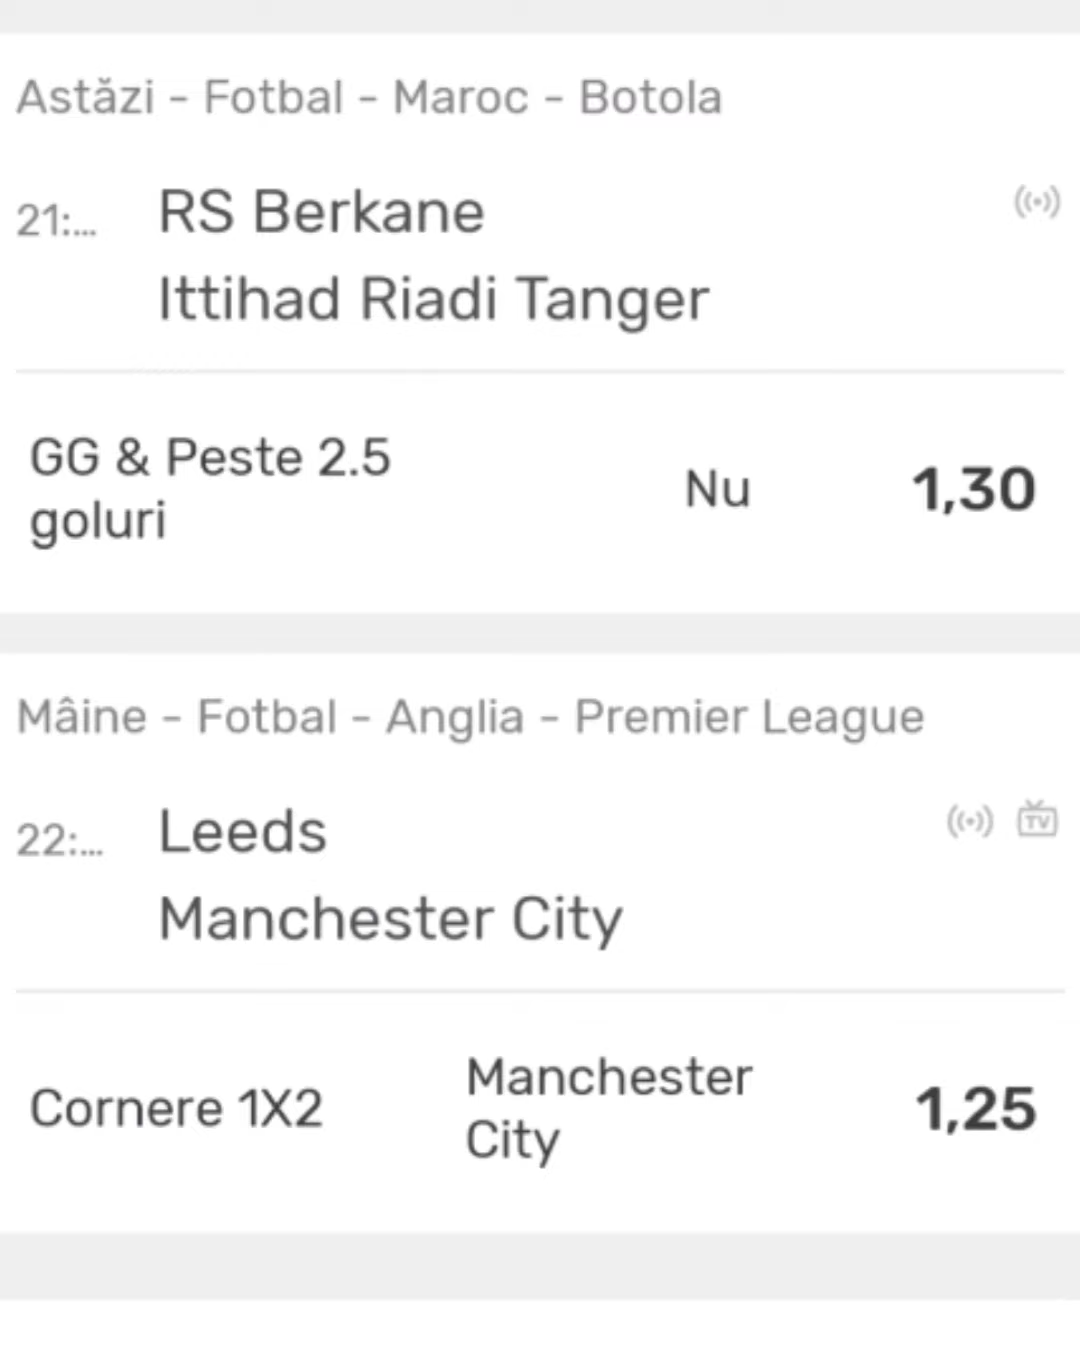 Astăzi - Fotbal - Maroc - Botola
21:...
RS Berkane
Ittihad Riadi Tanger
GG & Peste 2.5
goluri
Nu
1,30
Mâine - Fotbal - Anglia - Premier League
22:...
Leeds
TV
Manchester City
Cornere 1X2
Manchester
City
1,25